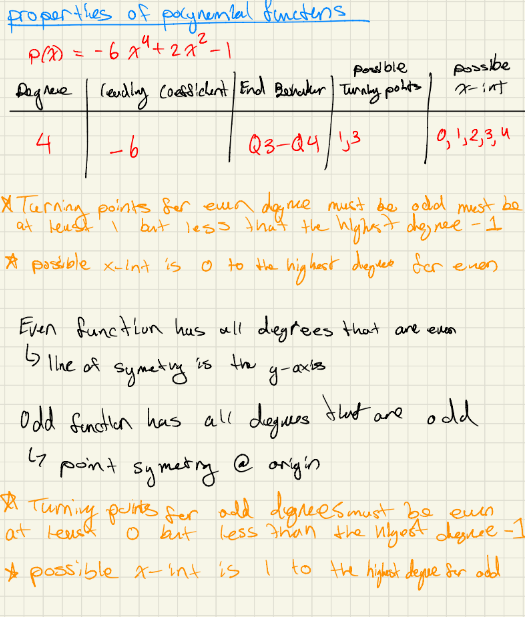 properties of polynomial functions
P(x) = -6x⁴ + 2x² - 1
Degree | leading coefficient | End Behavior | possible Turning points | possible x-int
4 | -6 | Q3-Q4 | 1,3 | 0,1,2,3,4
* Turning points for even degree must be odd must be
at least 1 but less that the highest degree -1
* possible x-int is 0 to the highest degree for even
Even function has all degrees that are even
↳ line of symetry is the y-axis
Odd function has all degrees that are odd
↳ point symetry @ origin
* Turning points for odd degrees must be even
at least 0 but less than the highest degree -1
* possible x-int is 1 to the highest degree for odd